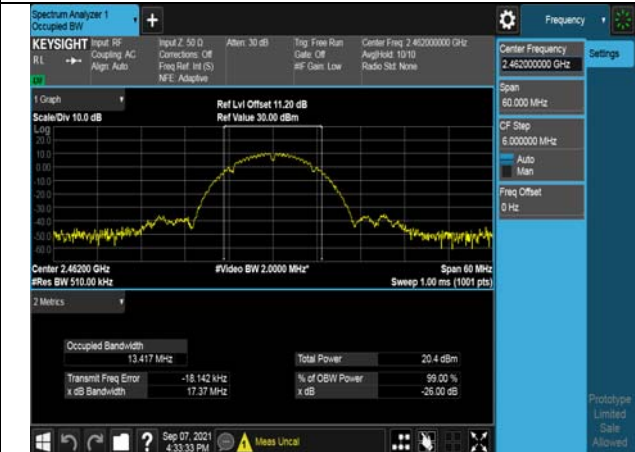 Spectrum Analyzer 1
Occupied BW
+
Frequency
KEYSIGHT
RL
Input: RF
Coupling: AC
Align: Auto
Input Z: 50 Ω
Corrections: Off
Freq Ref: Int (S)
NFE: Adaptive
Atten: 30 dB
Trig: Free Run
Gate: Off
#IF Gain: Low
Center Freq: 2.462000000 GHz
Avg|Hold: 10/10
Radio Std: None
Center Frequency
2.462000000 GHz
Settings
Span
60.000 MHz
CF Step
6.000000 MHz
Auto
Man
Freq Offset
0 Hz
1 Graph
Scale/Div 10.0 dB
Ref Lvl Offset 11.20 dB
Ref Value 30.00 dBm
Log
20.0
10.0
0.00
-10.0
-20.0
-30.0
-40.0
-50.0
-60.0
Center 2.46200 GHz
#Video BW 2.0000 MHz*
Span 60 MHz
#Res BW 510.00 kHz
Sweep 1.00 ms (1001 pts)
2 Metrics
Occupied Bandwidth
13.417 MHz
Total Power 20.4 dBm
Transmit Freq Error -18.142 kHz
% of OBW Power 99.00 %
x dB Bandwidth 17.37 MHz
x dB -26.00 dB
Prototype
Limited
Sale
Allowed
?
Sep 07, 2021
4:33:33 PM
Meas Uncal